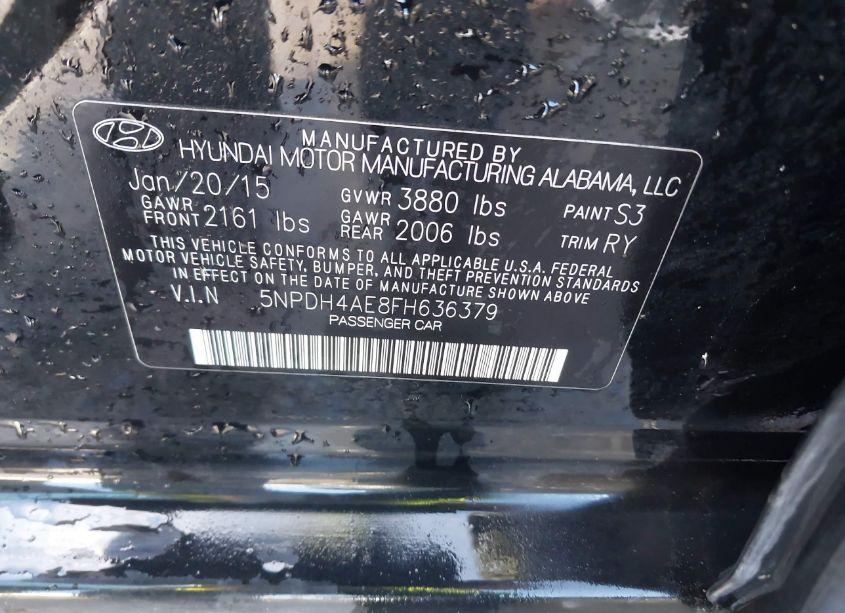 MANUFACTURED BY
HYUNDAI MOTOR MANUFACTURING ALABAMA, LLC
Jan/20/15 GVWR 3880 lbs PAINT S3
GAWR FRONT 2161 lbs GAWR REAR 2006 lbs TRIM RY
THIS VEHICLE CONFORMS TO ALL APPLICABLE U.S.A. FEDERAL
MOTOR VEHICLE SAFETY, BUMPER, AND THEFT PREVENTION STANDARDS
IN EFFECT ON THE DATE OF MANUFACTURE SHOWN ABOVE
V.I.N 5NPDH4AE8FH636379
PASSENGER CAR